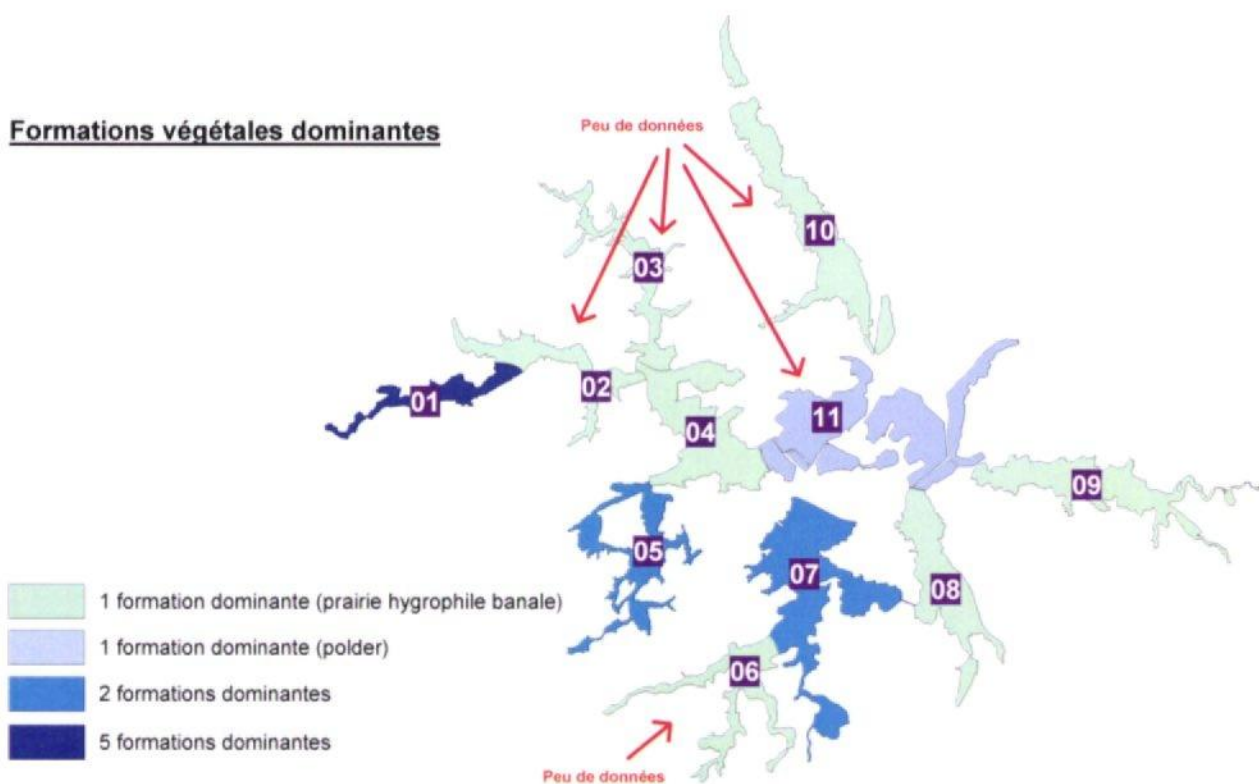 Formations végétales dominantes
Peu de données
10
03
02
01
04
11
09
05
07
08
06
1 formation dominante (prairie hygrophile banale)
1 formation dominante (polder)
2 formations dominantes
5 formations dominantes
Peu de données